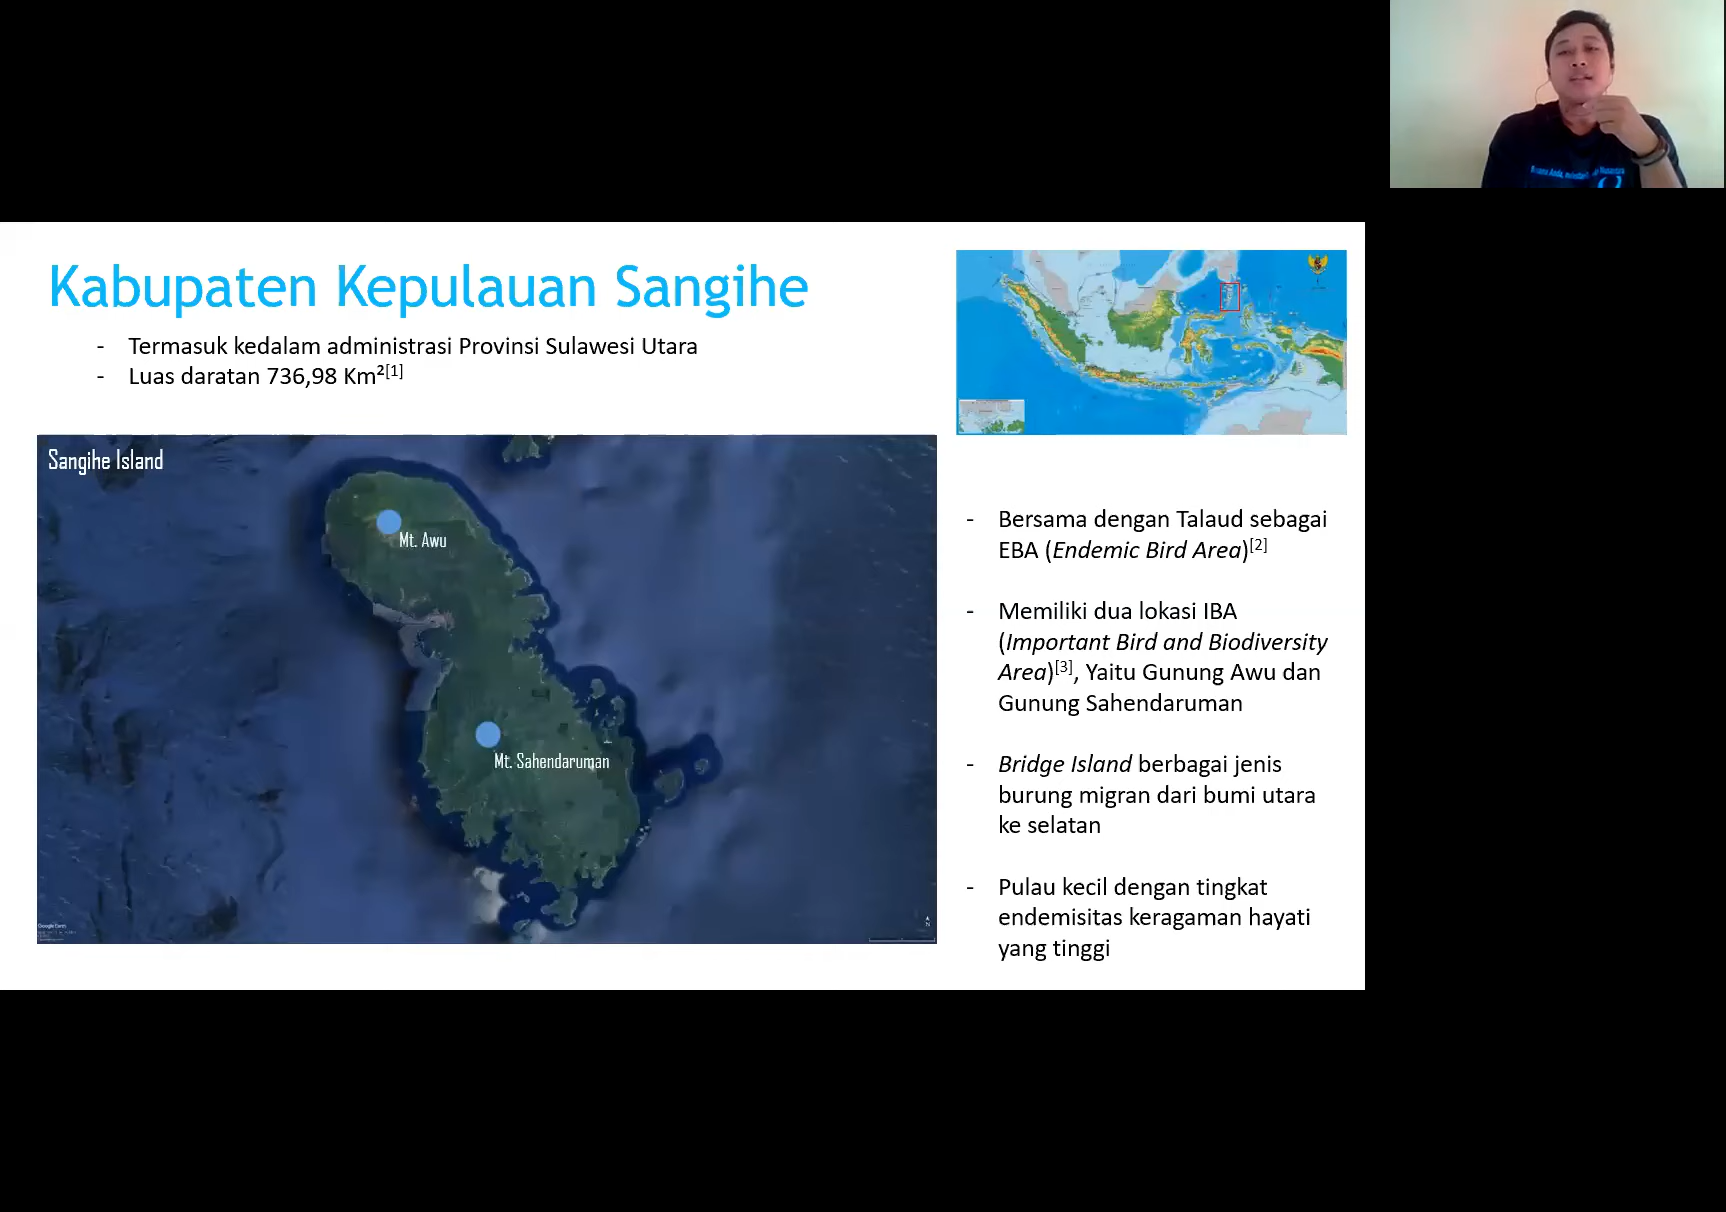 Kabupaten Kepulauan Sangihe
- Termasuk kedalam administrasi Provinsi Sulawesi Utara
- Luas daratan 736,98 Km²[1]
Sangihe Island
Mt. Awu
Mt. Sahendaruman
Google Earth
N
- Bersama dengan Talaud sebagai
EBA (Endemic Bird Area)[2]
- Memiliki dua lokasi IBA
(Important Bird and Biodiversity
Area)[3], Yaitu Gunung Awu dan
Gunung Sahendaruman
- Bridge Island berbagai jenis
burung migran dari bumi utara
ke selatan
- Pulau kecil dengan tingkat
endemisitas keragaman hayati
yang tinggi